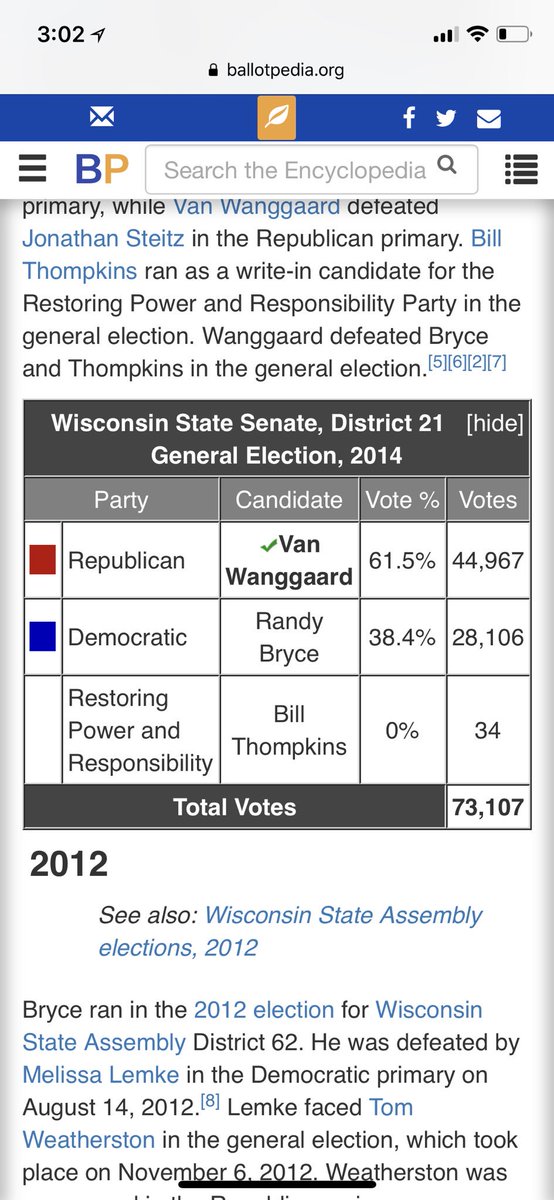 3:02
ballotpedia.org
BP Search the Encyclopedia
primary, while Van Wanggaard defeated
Jonathan Steitz in the Republican primary. Bill
Thompkins ran as a write-in candidate for the
Restoring Power and Responsibility Party in the
general election. Wanggaard defeated Bryce
and Thompkins in the general election.[5][6][2][7]
Wisconsin State Senate, District 21 [hide]
General Election, 2014
Party Candidate Vote % Votes
Republican Van Wanggaard 61.5% 44,967
Democratic Randy Bryce 38.4% 28,106
Restoring Power and Responsibility Bill Thompkins 0% 34
Total Votes 73,107
2012
See also: Wisconsin State Assembly
elections, 2012
Bryce ran in the 2012 election for Wisconsin
State Assembly District 62. He was defeated by
Melissa Lemke in the Democratic primary on
August 14, 2012.[8] Lemke faced Tom
Weatherston in the general election, which took
place on November 6, 2012. Weatherston was